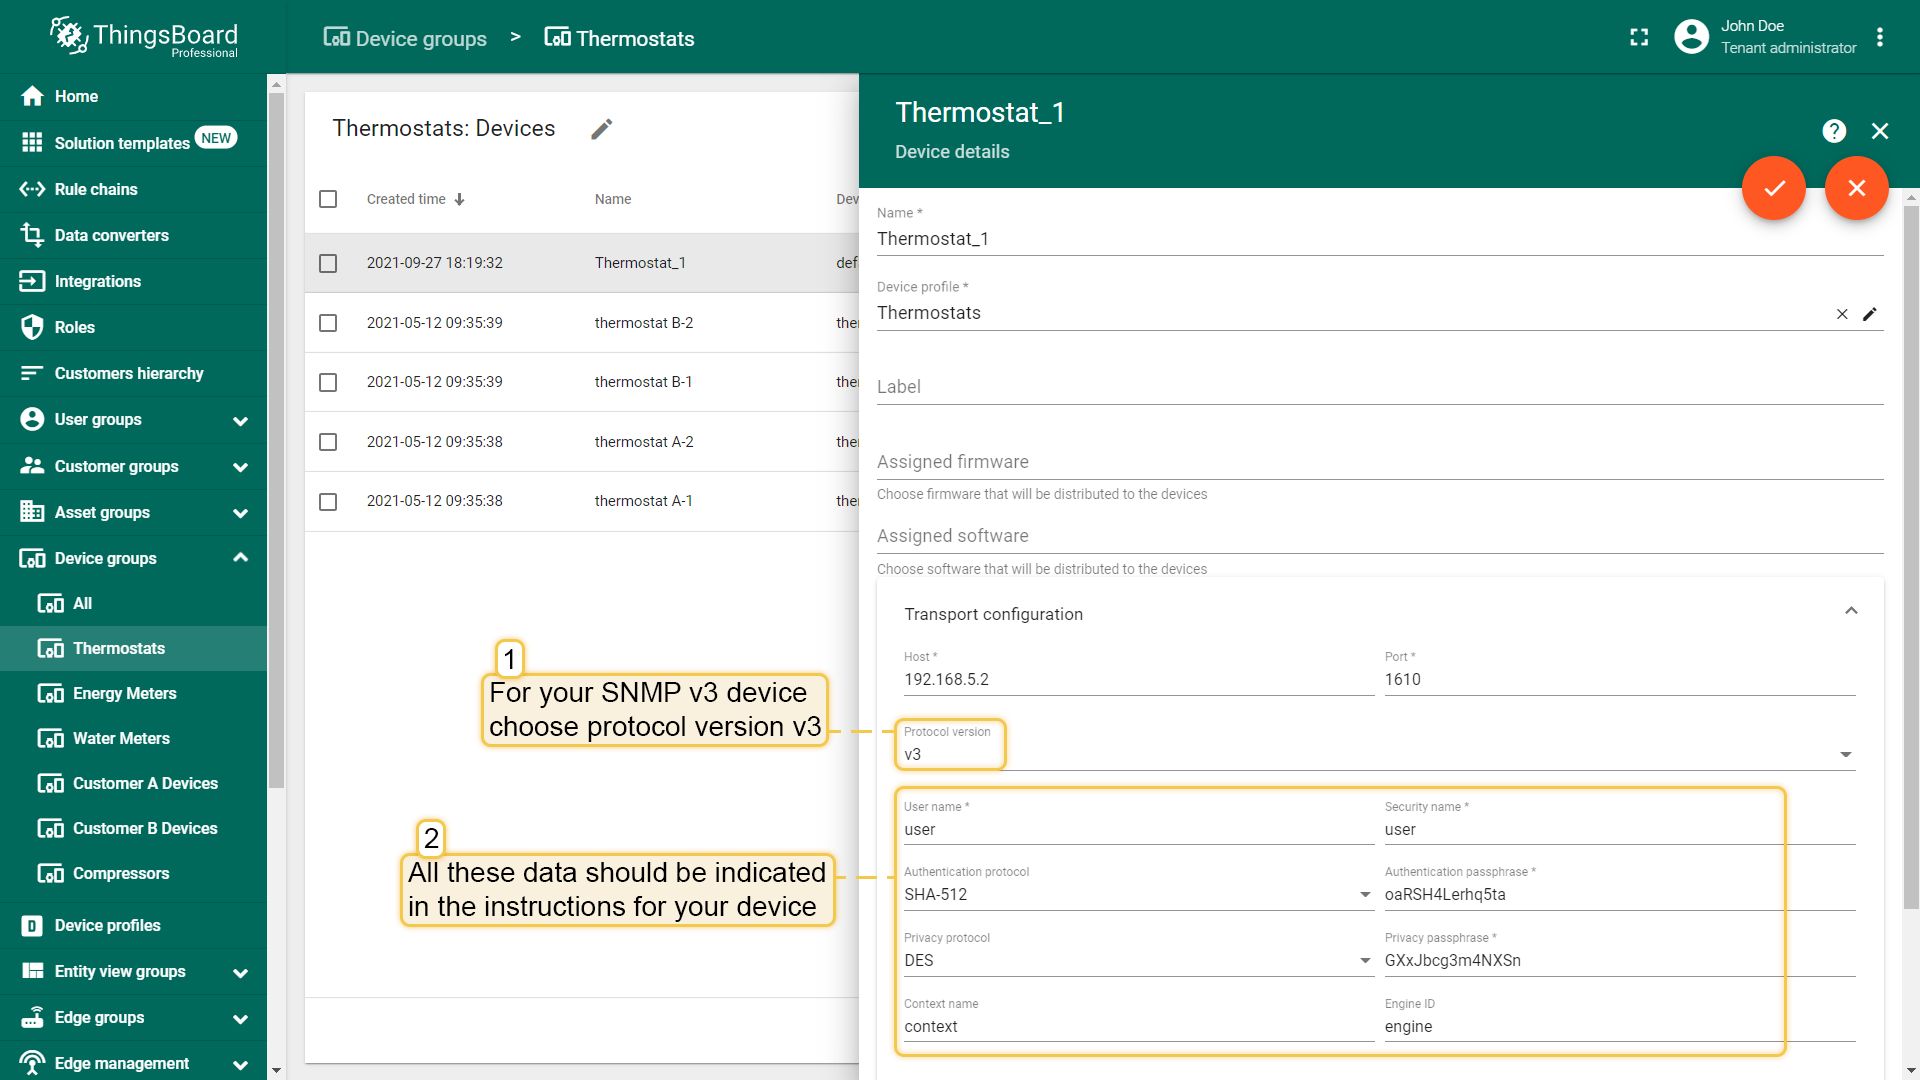 ThingsBoard
Professional
Device groups > Thermostats
John Doe
Tenant administrator
Home
Solution templates NEW
Rule chains
Data converters
Integrations
Roles
Customers hierarchy
User groups
Customer groups
Asset groups
Device groups
All
Thermostats
Energy Meters
Water Meters
Customer A Devices
Customer B Devices
Compressors
D Device profiles
Entity view groups
Edge groups
Edge management
Thermostats: Devices
Created time Name Dev
2021-09-27 18:19:32 Thermostat_1 def
2021-05-12 09:35:39 thermostat B-2 the
2021-05-12 09:35:39 thermostat B-1 the
2021-05-12 09:35:38 thermostat A-2 the
2021-05-12 09:35:38 thermostat A-1 the
1
For your SNMP v3 device
choose protocol version v3
2
All these data should be indicated
in the instructions for your device
Thermostat_1
Device details
?
Name *
Thermostat_1
Device profile *
Thermostats
Label
Assigned firmware
Choose firmware that will be distributed to the devices
Assigned software
Choose software that will be distributed to the devices
Transport configuration
Host * Port *
192.168.5.2 1610
Protocol version
v3
User name * Security name *
user user
Authentication protocol Authentication passphrase *
SHA-512 oaRSH4Lerhq5ta
Privacy protocol Privacy passphrase *
DES GXxJbcg3m4NXSn
Context name Engine ID
context engine